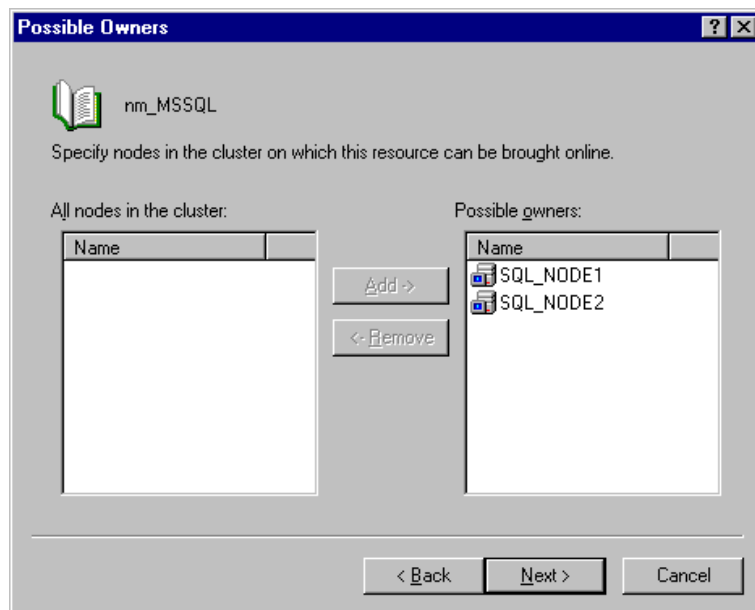 Possible Owners
nm_MSSQL
Specify nodes in the cluster on which this resource can be brought online.
All nodes in the cluster:
Name
Add ->
<- Remove
Possible owners:
Name
SQL_NODE1
SQL_NODE2
< Back
Next >
Cancel